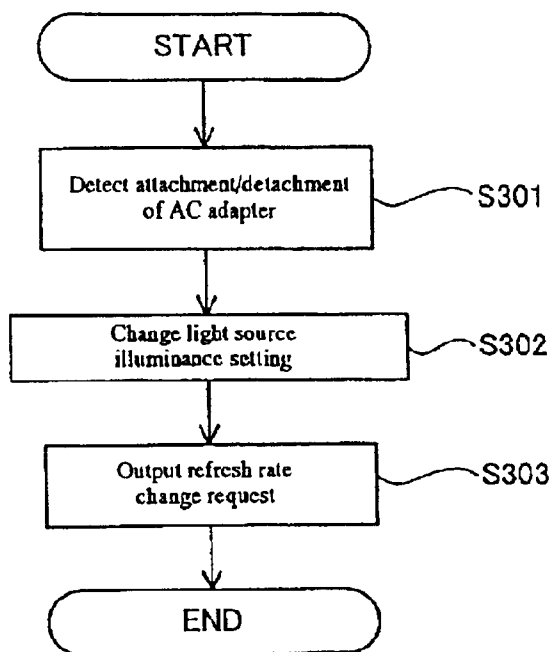 START
Detect attachment/detachment
of AC adapter
S301
Change light source
illuminance setting
S302
Output refresh rate
change request
S303
END